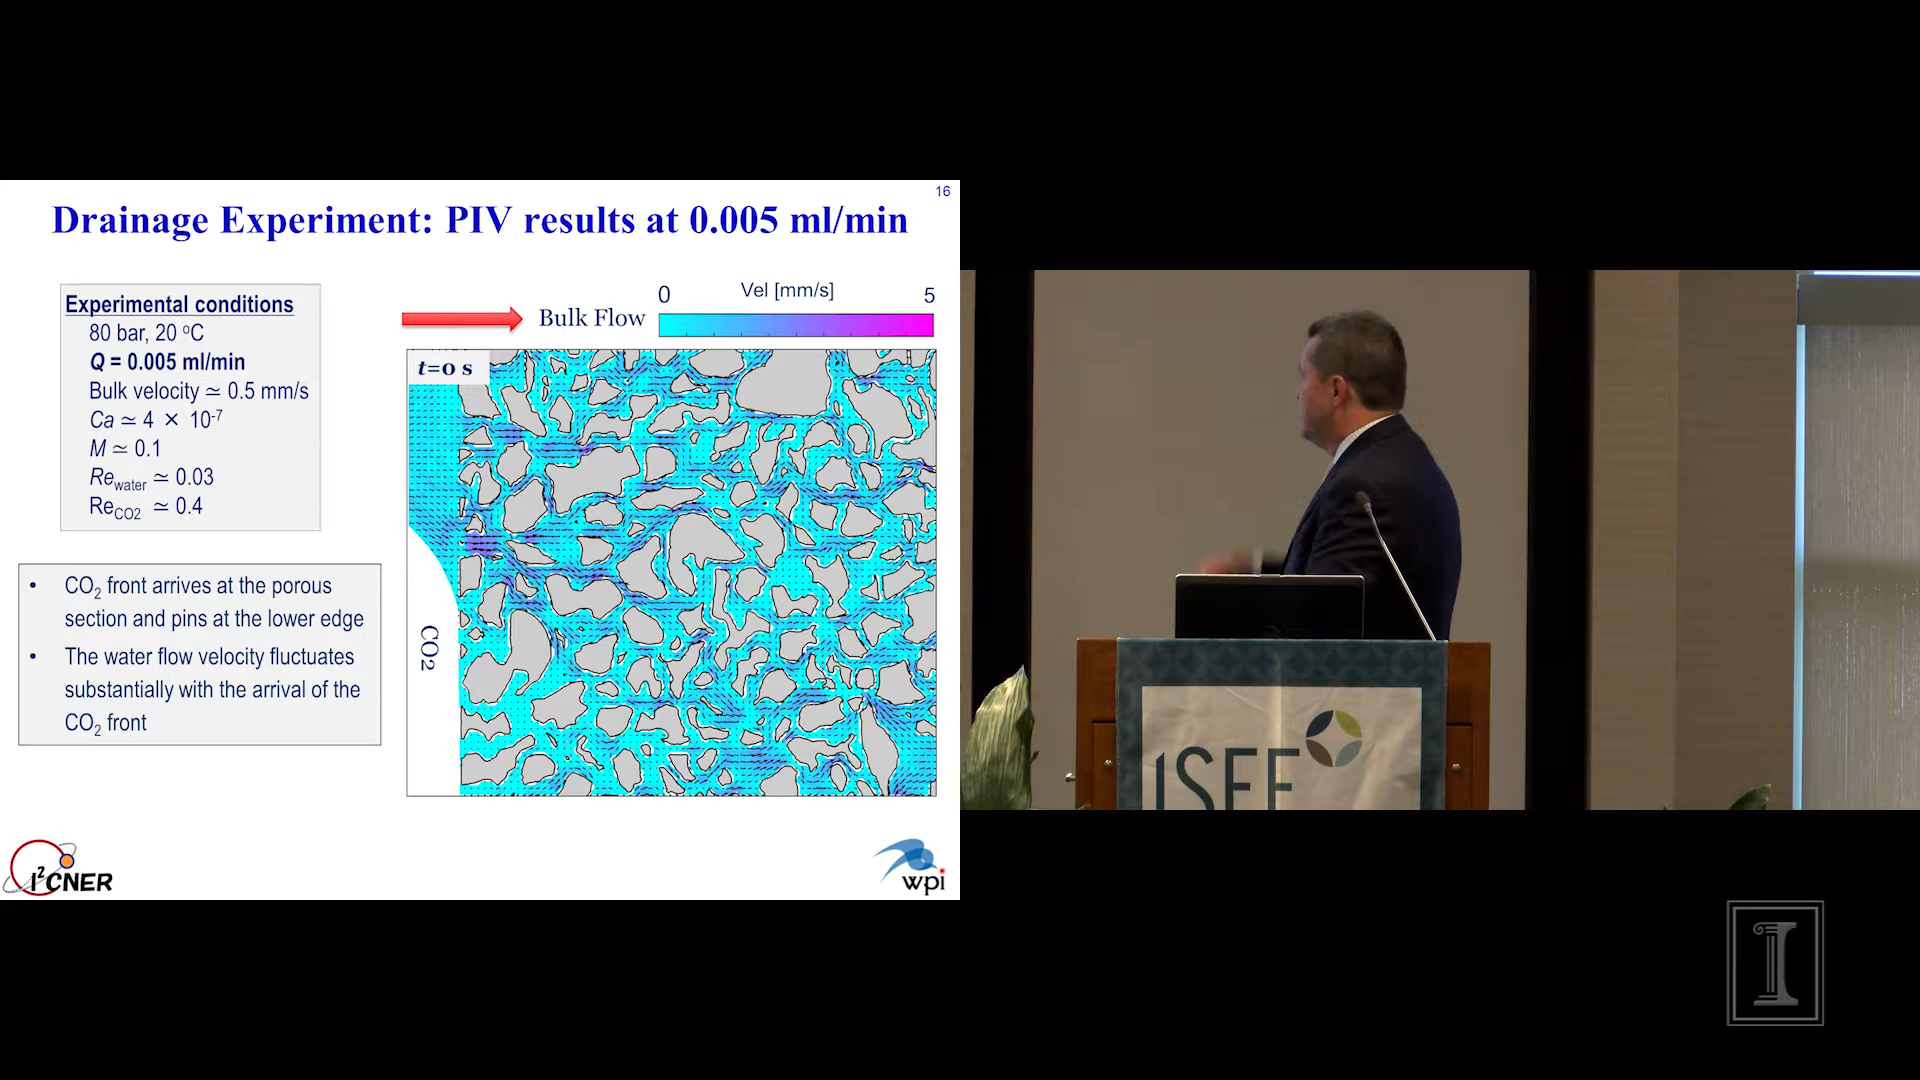 16
Drainage Experiment: PIV results at 0.005 ml/min
Experimental conditions
80 bar, 20 ⁰C
Q = 0.005 ml/min
Bulk velocity ≃ 0.5 mm/s
Ca ≃ 4 × 10⁻⁷
M ≃ 0.1
Re_water ≃ 0.03
Re_CO2 ≃ 0.4
• CO₂ front arrives at the porous
section and pins at the lower edge
• The water flow velocity fluctuates
substantially with the arrival of the
CO₂ front
Bulk Flow
0 Vel [mm/s] 5
t=0 s
CO2
I²CNER
wpi
ISEE
I